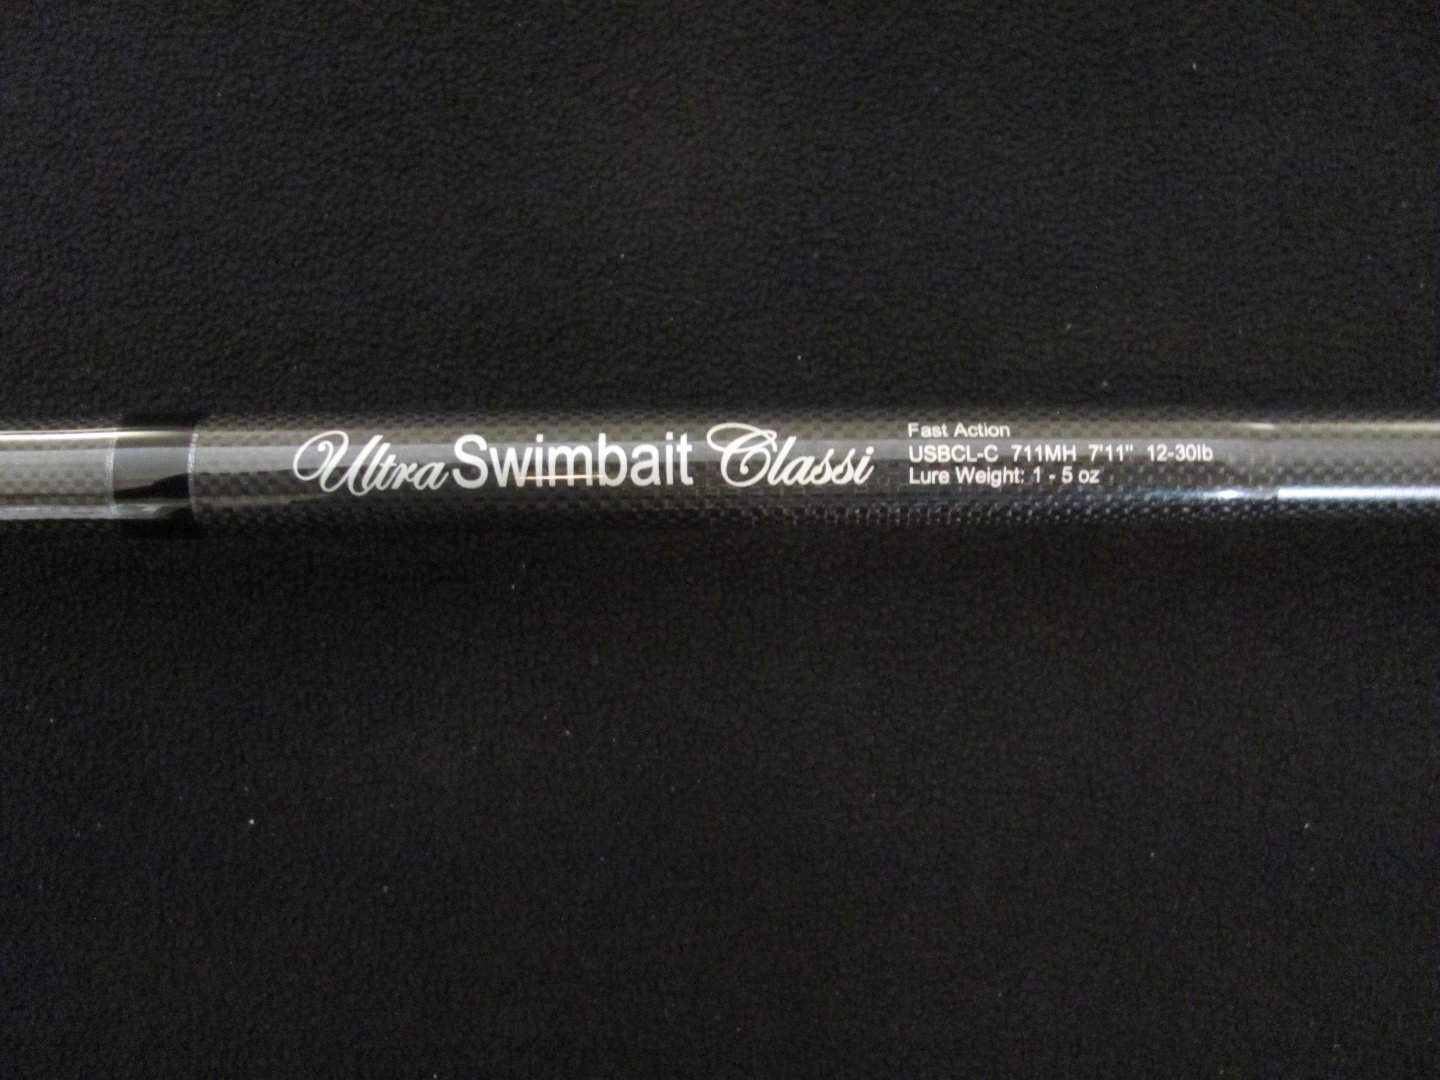 Ultra Swimbait Classi
Fast Action
USBCL-C 711MH 7'11" 12-30lb
Lure Weight: 1 - 5 oz